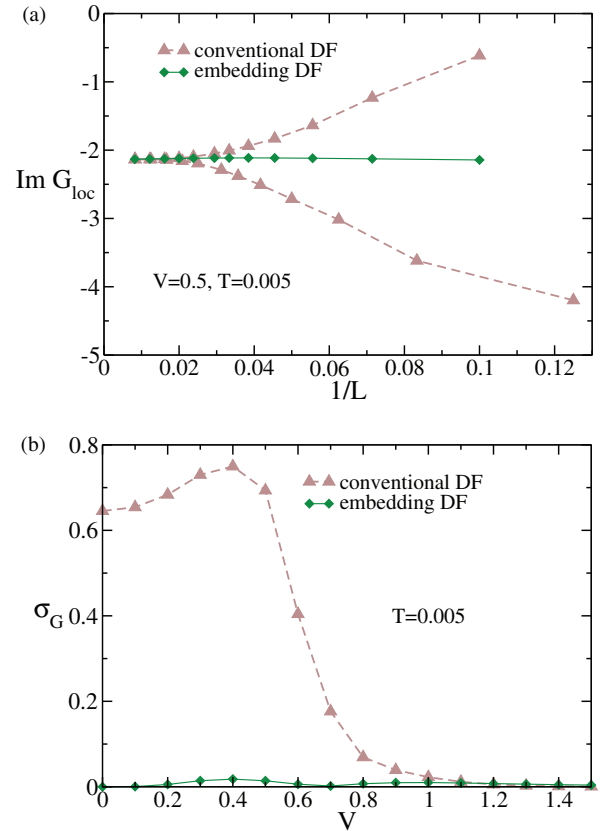 (a)
0
conventional DF
embedding DF
-1
-2
Im G_loc
-3
V=0.5, T=0.005
-4
-5
0 0.02 0.04 0.06 0.08 0.1 0.12
1/L
(b)
0.8
conventional DF
embedding DF
0.6
σ_G 0.4
T=0.005
0.2
0
0 0.2 0.4 0.6 0.8 1 1.2 1.4
V